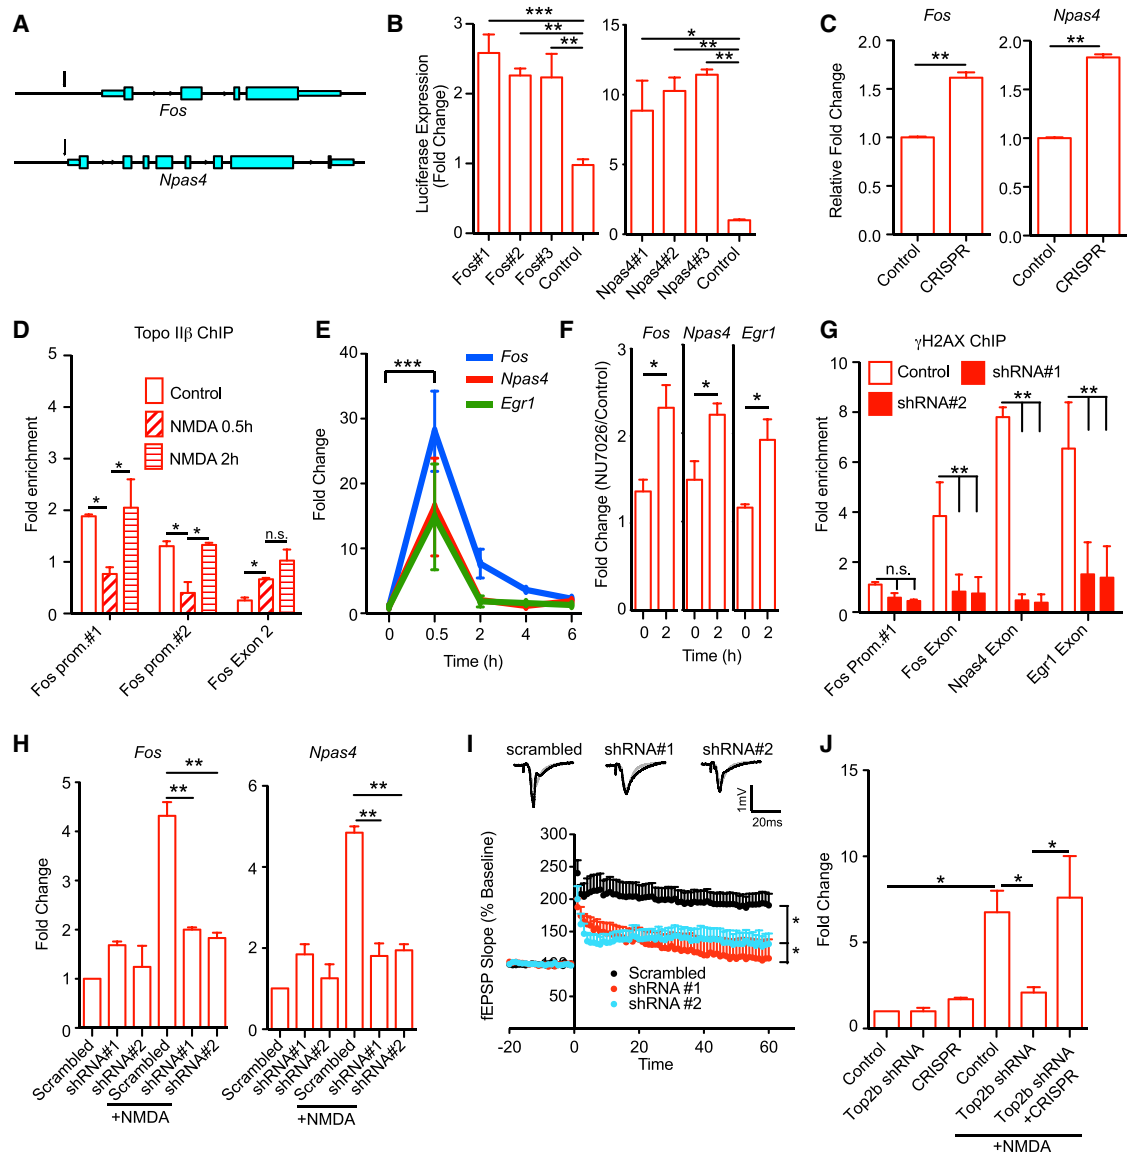 A
Fos
Npas4
B
Luciferase Expression
(Fold Change)
3
2
1
0
***
**
**
Fos#1
Fos#2
Fos#3
Control
15
10
5
0
*
**
**
Npas4#1
Npas4#2
Npas4#3
Control
C
Fos
Npas4
Relative Fold Change
2.0
1.5
1.0
0.5
0.0
**
Control
CRISPR
2.0
1.5
1.0
0.5
0.0
**
Control
CRISPR
D
Topo IIβ ChIP
Fold enrichment
5
4
3
2
1
0
Control
NMDA 0.5h
NMDA 2h
*
*
*
*
*
n.s.
Fos prom.#1
Fos prom.#2
Fos Exon 2
E
Fold Change
40
30
20
10
0
***
Fos
Npas4
Egr1
0
0.5
2
4
6
Time (h)
F
Fos
Npas4
Egr1
Fold Change (NU7026/Control)
3
2
1
0
*
*
*
0 2
0 2
0 2
Time (h)
G
γH2AX ChIP
Fold enrichment
10
8
6
4
2
0
Control
shRNA#1
shRNA#2
n.s.
**
**
**
Fos Prom.#1
Fos Exon
Npas4 Exon
Egr1 Exon
H
Fos
Npas4
Fold Change
5
4
3
2
1
0
**
**
Scrambled
shRNA#1
shRNA#2
Scrambled
shRNA#1
shRNA#2
+NMDA
6
4
2
0
**
**
Scrambled
shRNA#1
shRNA#2
Scrambled
shRNA#1
shRNA#2
+NMDA
I
scrambled
shRNA#1
shRNA#2
1mV
20ms
fEPSP Slope (% Baseline)
300
250
200
150
100
50
*
*
Scrambled
shRNA #1
shRNA #2
-20
0
20
40
60
Time
J
Fold Change
15
10
5
0
*
*
*
Control
Top2b shRNA
CRISPR
Control
Top2b shRNA
Top2b shRNA
+CRISPR
+NMDA